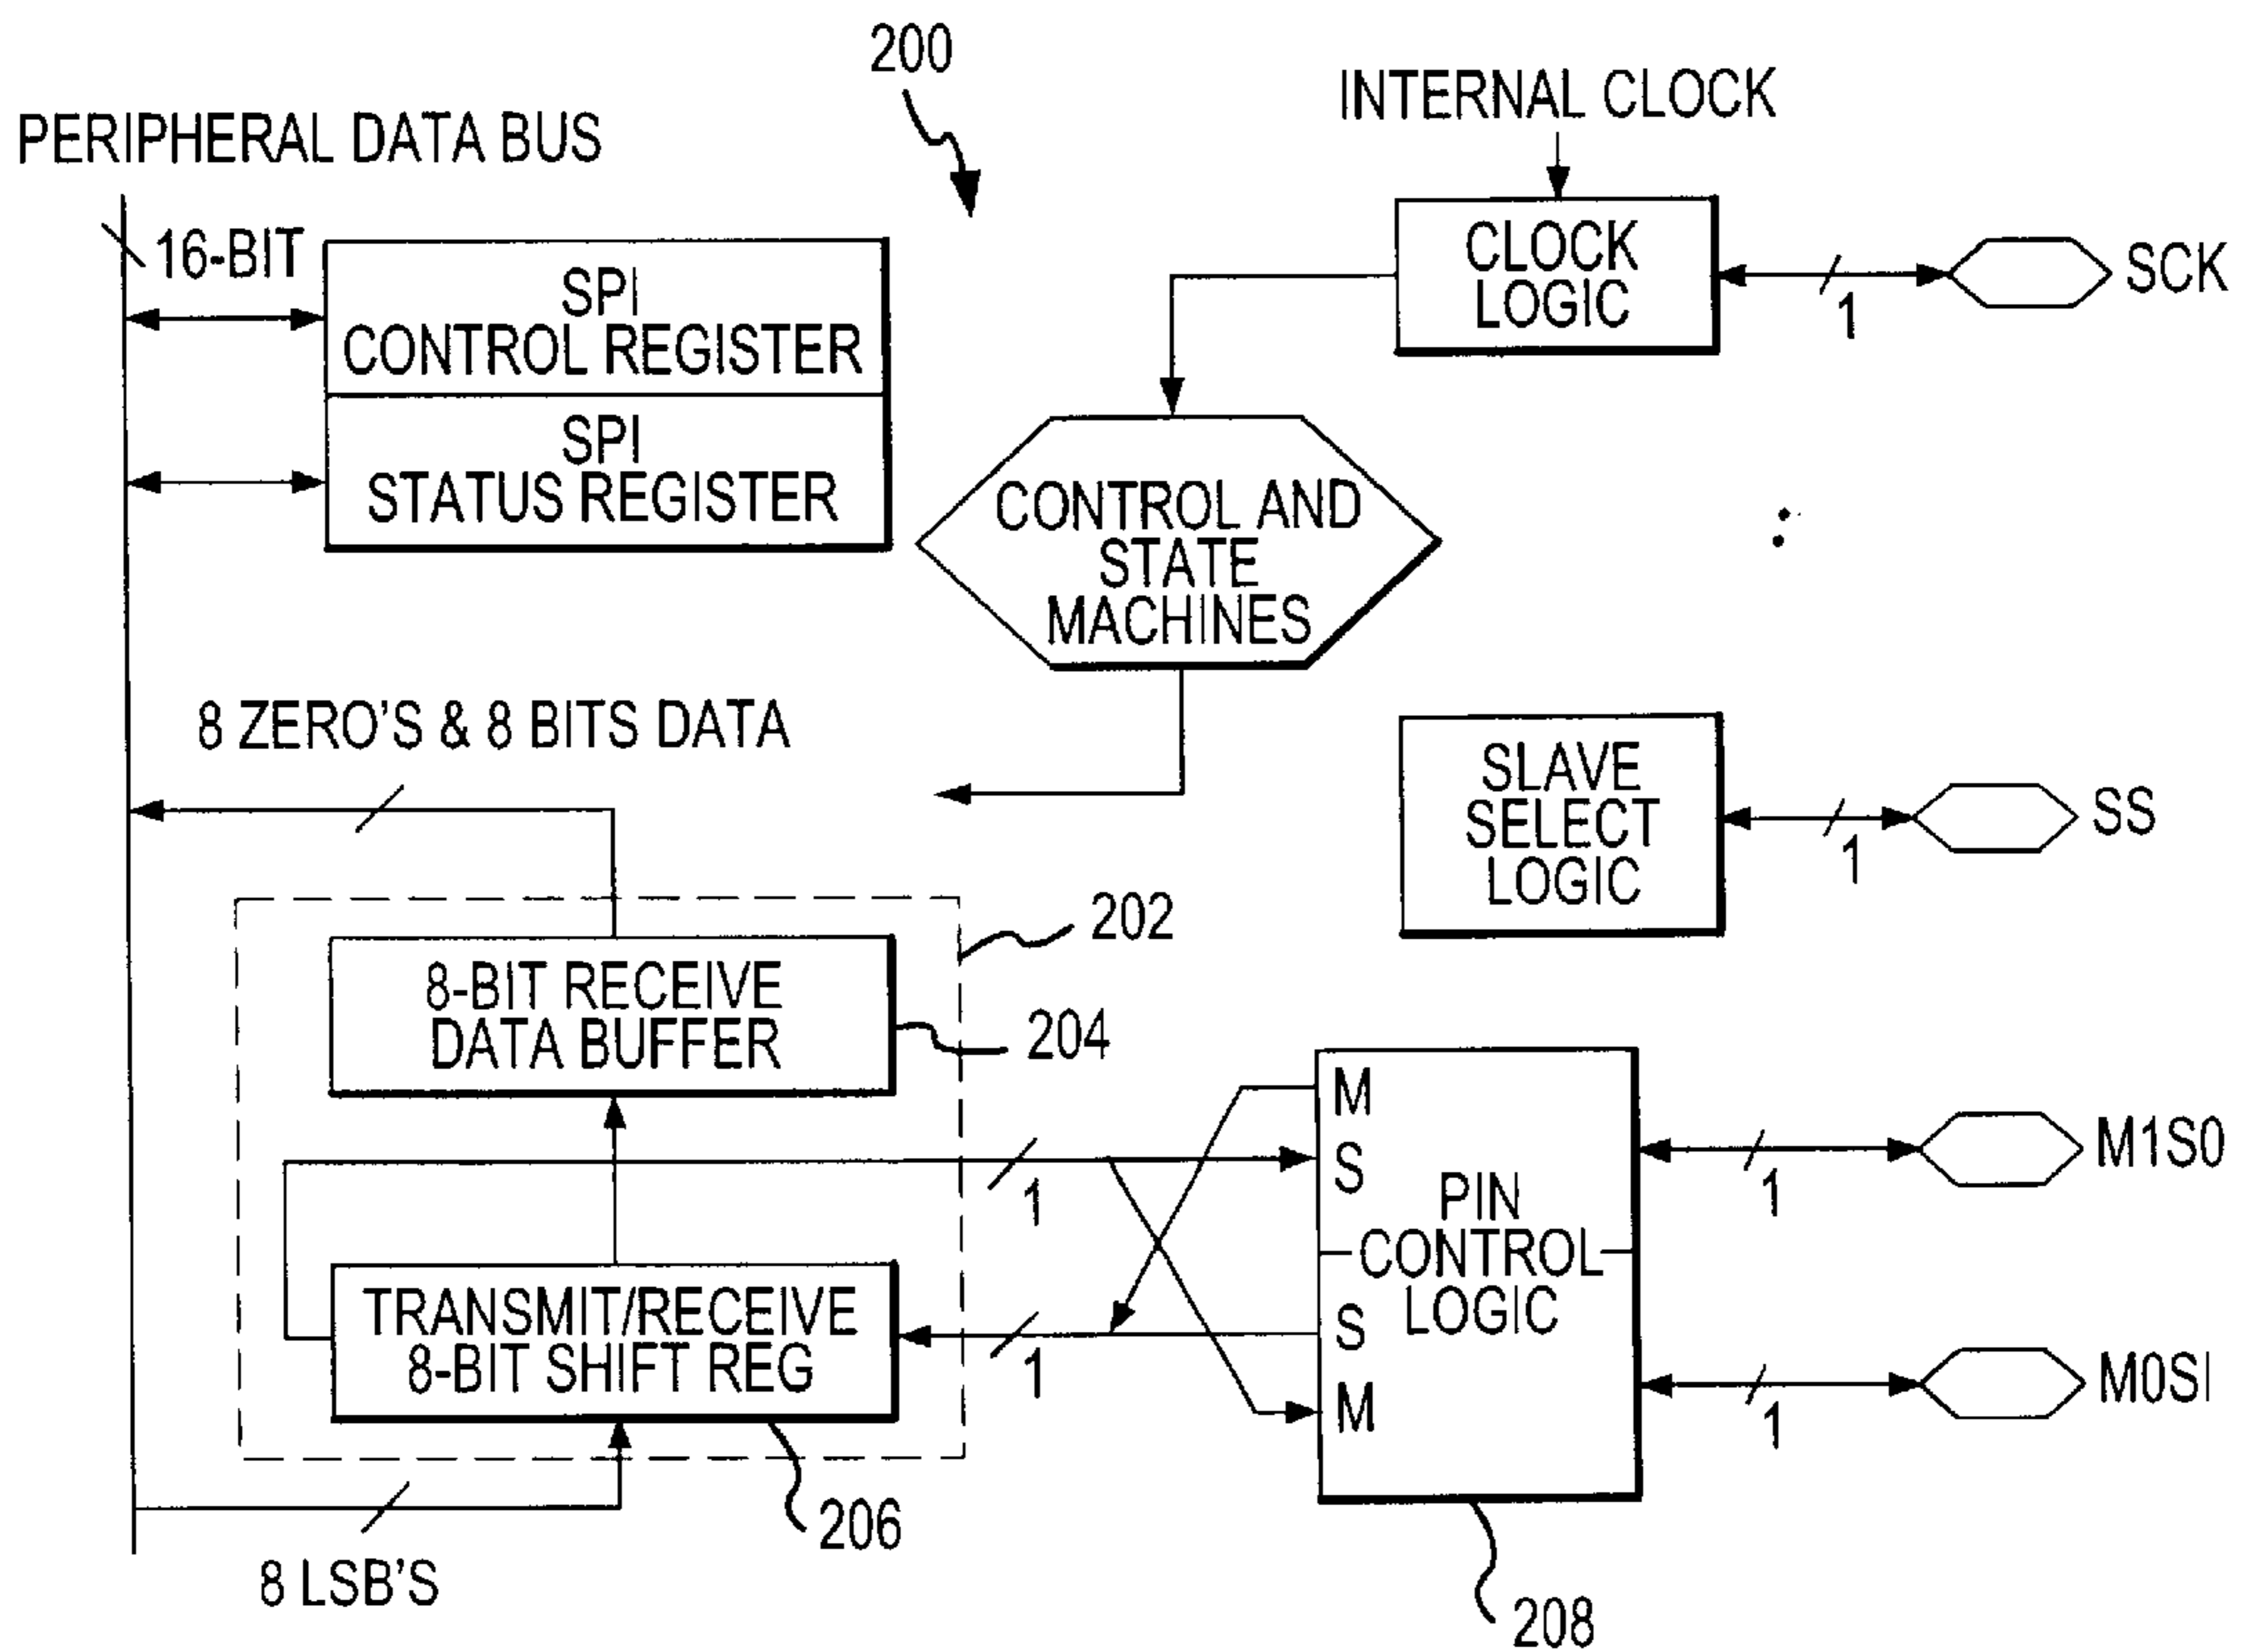 200
INTERNAL CLOCK
PERIPHERAL DATA BUS
16-BIT
SPI
CONTROL REGISTER
CLOCK
LOGIC
1
SCK
SPI
STATUS REGISTER
CONTROL AND
STATE
MACHINES
8 ZERO'S & 8 BITS DATA
SLAVE
SELECT
LOGIC
1
SS
202
8-BIT RECEIVE
DATA BUFFER
204
M
S
1
PIN
CONTROL
LOGIC
S
M
1
M1S0
TRANSMIT/RECEIVE
8-BIT SHIFT REG
1
1
M0SI
206
8 LSB'S
208